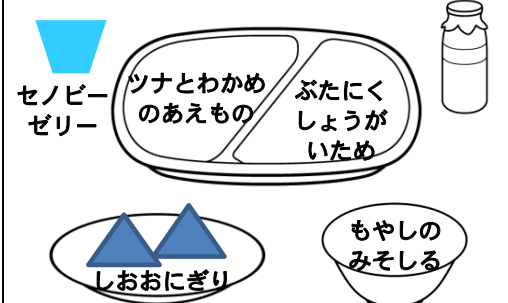 セノビー
ゼリー
ツナとわかめ
のあえもの
ぶたにく
しょうが
いため
しおおにぎり
もやしの
みそしる